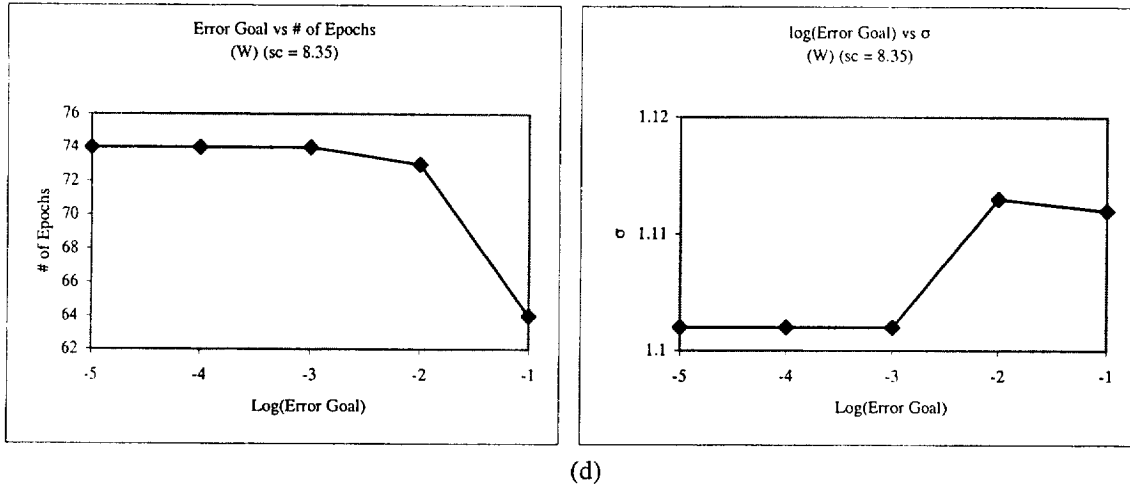 Error Goal vs # of Epochs
(W) (sc = 8.35)
76
74
72
70
68
66
64
62
# of Epochs
-5 -4 -3 -2 -1
Log(Error Goal)
log(Error Goal) vs σ
(W) (sc = 8.35)
1.12
1.11
1.1
σ
-5 -4 -3 -2 -1
Log(Error Goal)
(d)